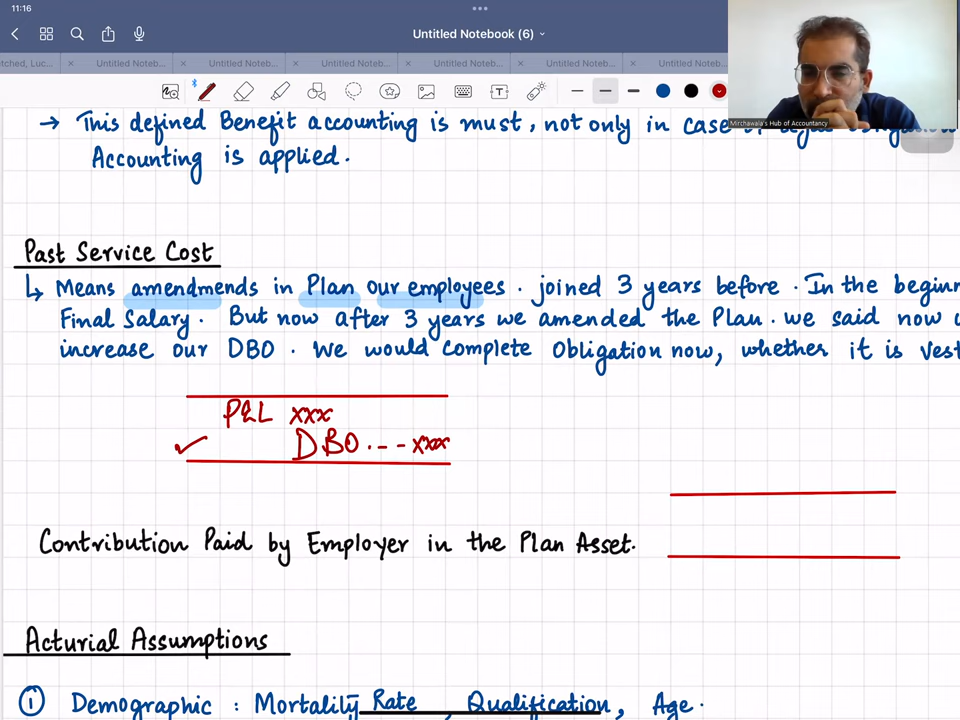 11:16
Untitled Notebook (6)
etched, Luc...
Untitled Noteb...
Untitled Noteb...
Untitled Noteb...
Untitled Noteb...
Untitled Noteb...
Untitled Noteb...
T
Mirchawala's Hub of Accountancy
→ This defined Benefit accounting is must, not only in case
Accounting is applied.
Past Service Cost
↳ Means amendmends in Plan our employees. joined 3 years before. In the beginn
Final Salary. But now after 3 years we amended the Plan. we said now
increase our DBO. We would complete Obligation now, whether it is Vest
P&L xxx
✓ DBO --- xxx
Contribution Paid by Employer in the Plan Asset.
Acturial Assumptions
① Demographic : Mortality Rate, Qualification, Age.